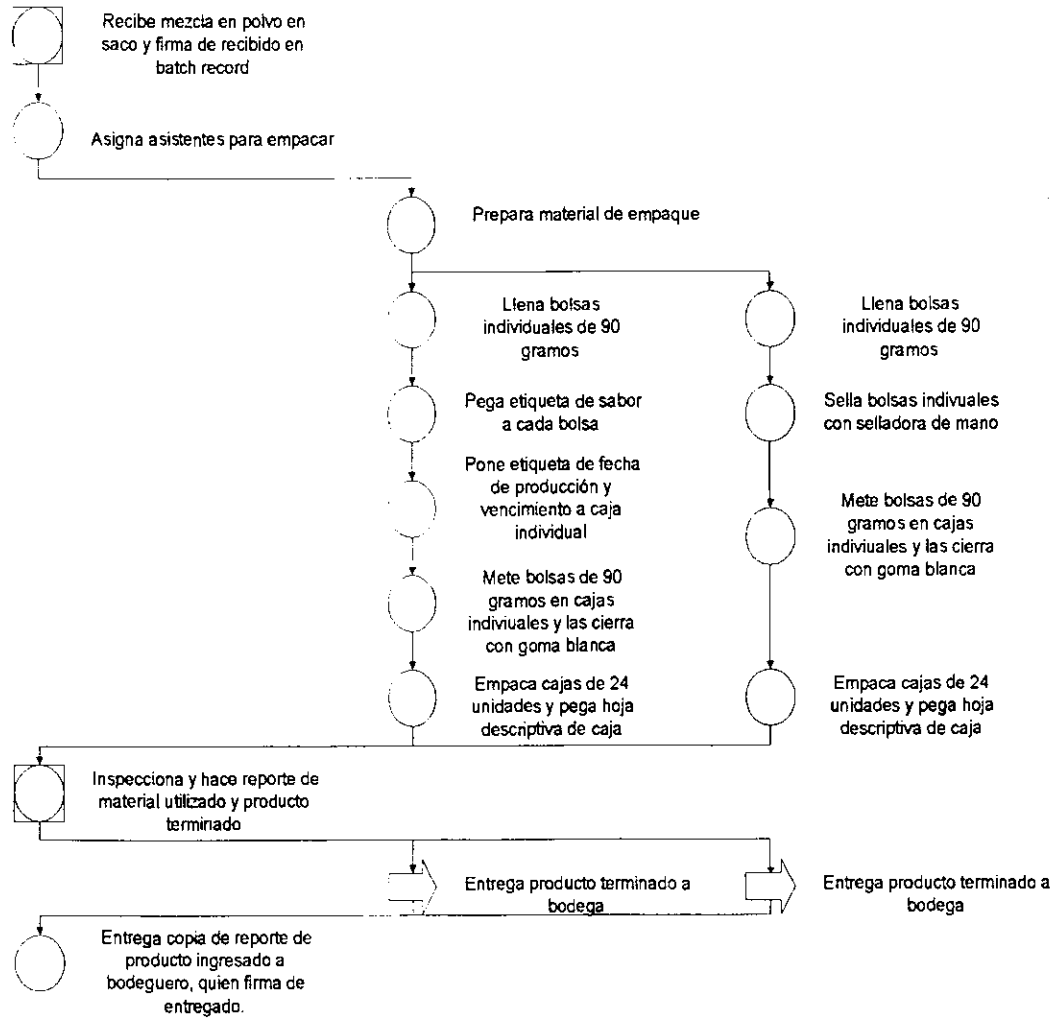 Recibe mezcla en polvo en
saco y firma de recibido en
batch record
Asigna asistentes para empacar
Prepara material de empaque
Llena bolsas
individuales de 90
gramos
Llena bolsas
individuales de 90
gramos
Pega etiqueta de sabor
a cada bolsa
Sella bolsas indivuales
con selladora de mano
Pone etiqueta de fecha
de producción y
vencimiento a caja
individual
Mete bolsas de 90
gramos en cajas
indiviuales y las cierra
con goma blanca
Mete bolsas de 90
gramos en cajas
indiviuales y las cierra
con goma blanca
Empaca cajas de 24
unidades y pega hoja
descriptiva de caja
Empaca cajas de 24
unidades y pega hoja
descriptiva de caja
Inspecciona y hace reporte de
material utilizado y producto
terminado
Entrega producto terminado a
bodega
Entrega producto terminado a
bodega
Entrega copia de reporte de
producto ingresado a
bodeguero, quien firma de
entregado.